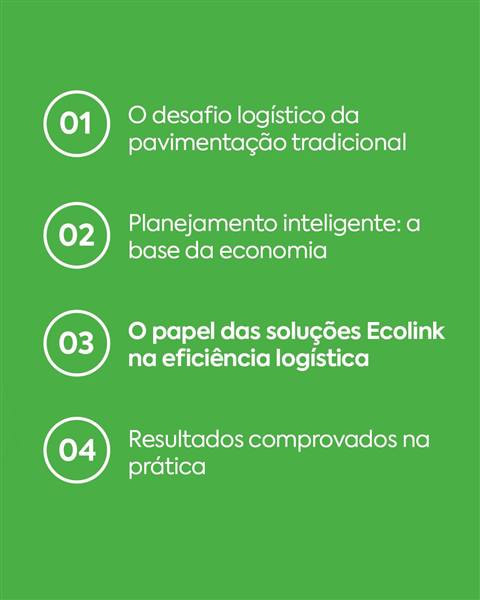 01
O desafio logístico da
pavimentação tradicional
02
Planejamento inteligente: a
base da economia
03
O papel das soluções Ecolink
na eficiência logística
04
Resultados comprovados na
prática